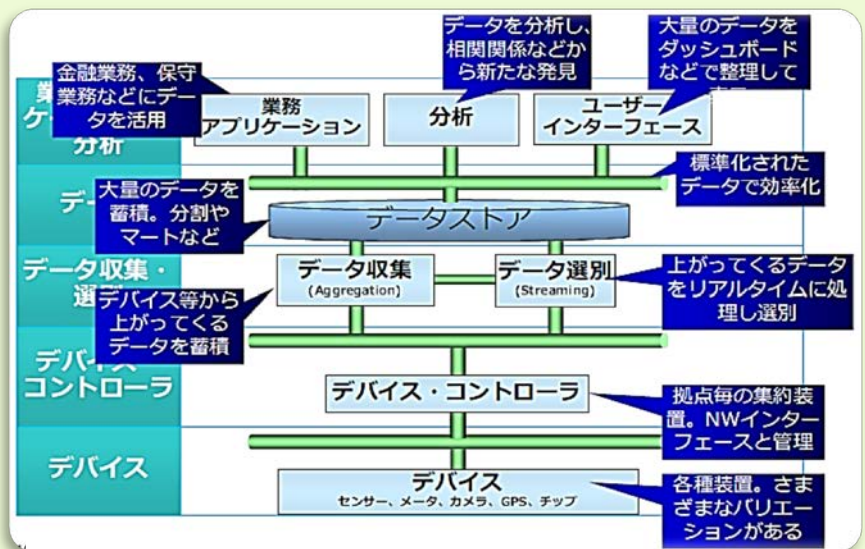 金融業務、保守
業務などにデー
タを活用
データを分析し、
相関関係などか
ら新たな発見
大量のデータを
ダッシュボード
などで整理して
分析
業務
アプリケーション
分析
ユーザー
インターフェース
標準化された
データで効率化
大量のデータを
蓄積。分割や
マートなど
データストア
データ収集・
データ収集
(Aggregation)
データ選別
(Streaming)
上がってくるデータ
をリアルタイムに処
理し選別
デバイス等から
上がってくる
データを蓄積
デバイス・
コントローラ
デバイス・コントローラ
拠点毎の集約装
置。NWインター
フェースと管理
デバイス
デバイス
センサー、メータ、カメラ、GPS、チップ
各種装置。さま
ざまなバリエー
ションがある